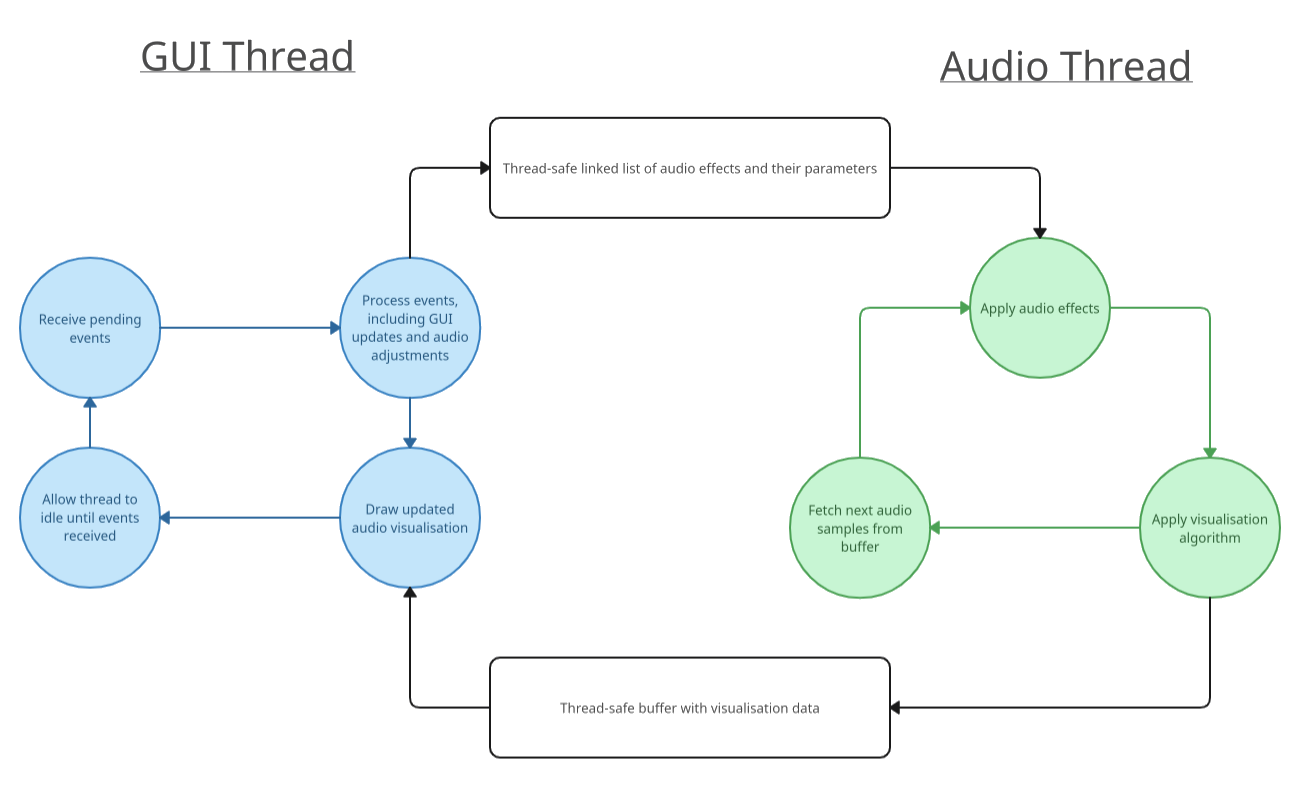 GUI Thread
Audio Thread
Thread-safe linked list of audio effects and their parameters
Receive pending
events
Process events,
including GUI
updates and audio
adjustments
Apply audio effects
Allow thread to
idle until events
received
Draw updated
audio visualisation
Fetch next audio
samples from
buffer
Apply visualisation
algorithm
Thread-safe buffer with visualisation data